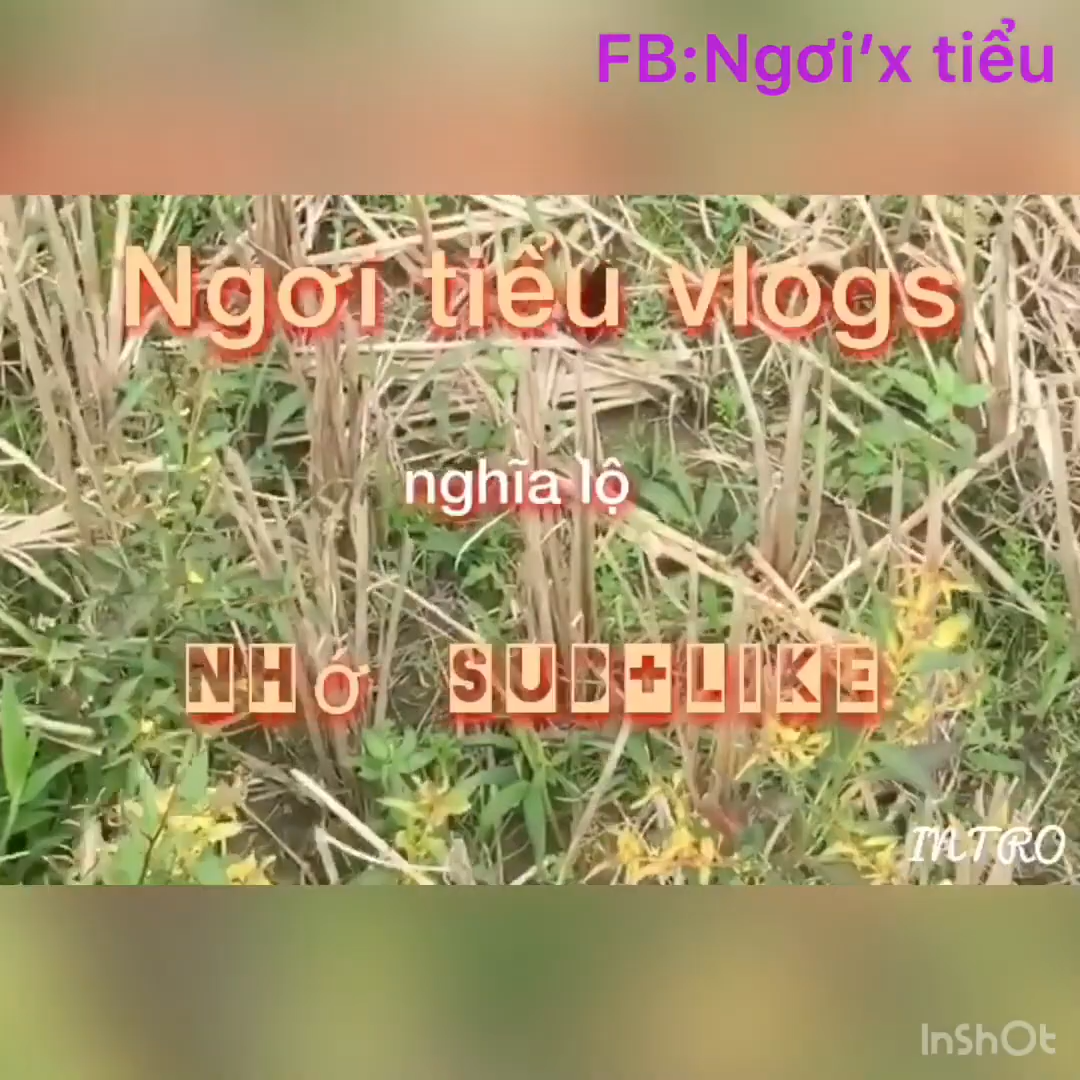 FB:Ngơi’x tiểu
Ngơi tiểu vlogs
nghĩa lộ
NHớ SUB+LIKE
INTRO
InShOt